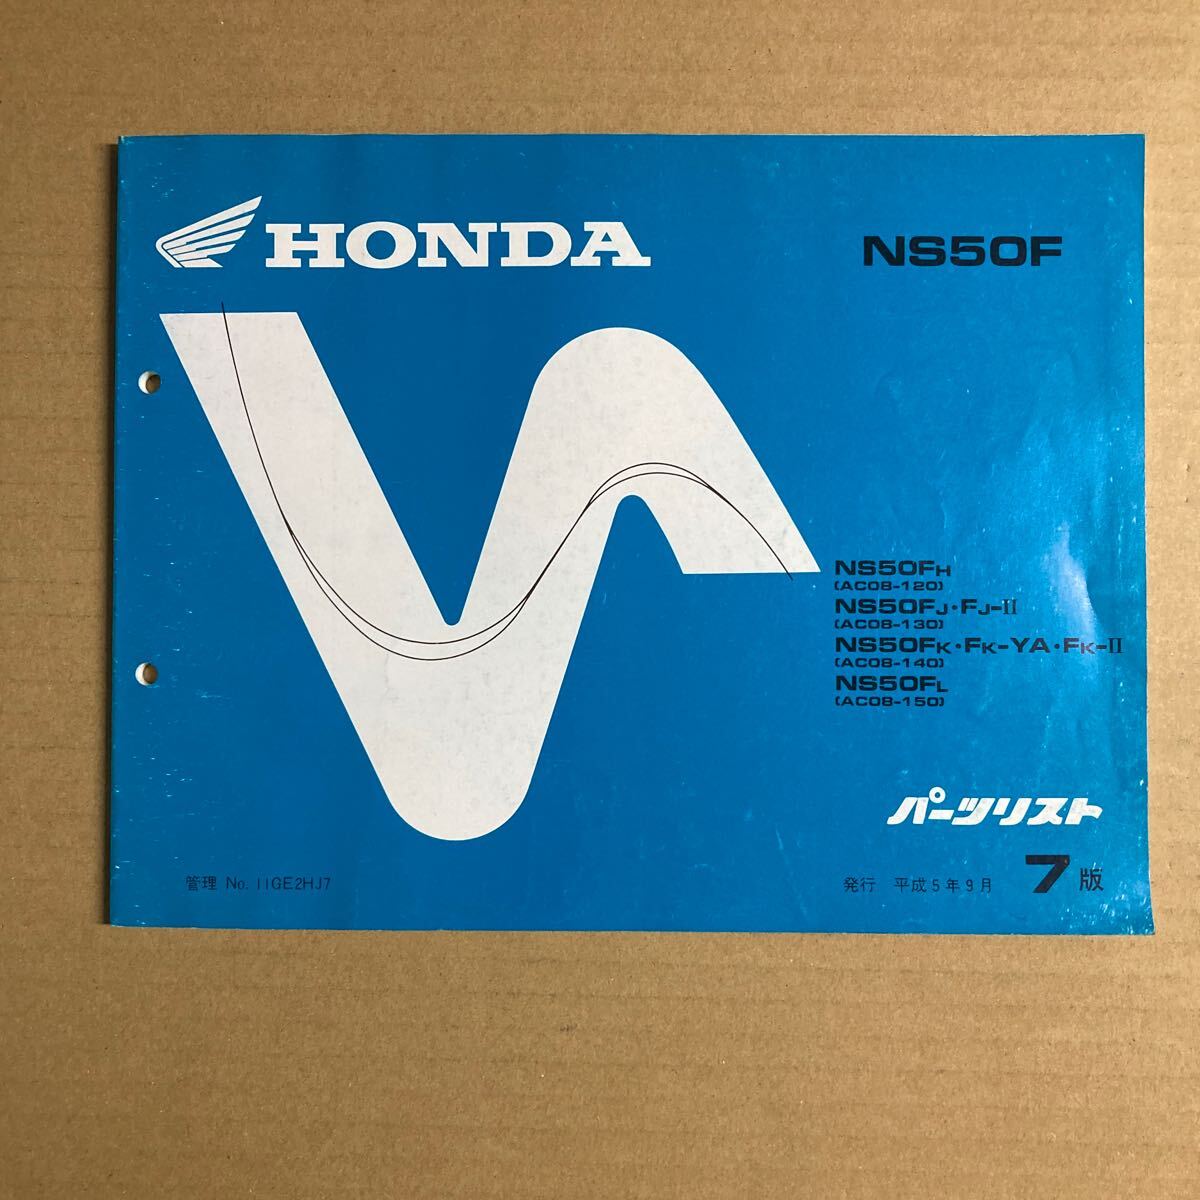 HONDA
NS50F
NS50FH
(AC08-120)
NS50FJ・FJ-II
(AC08-130)
NS50FK・FK-YA・FK-II
(AC08-140)
NS50FL
(AC08-150)
パーツリスト
管理 No. 11GE2HJ7
発行 平成5年9月 7版